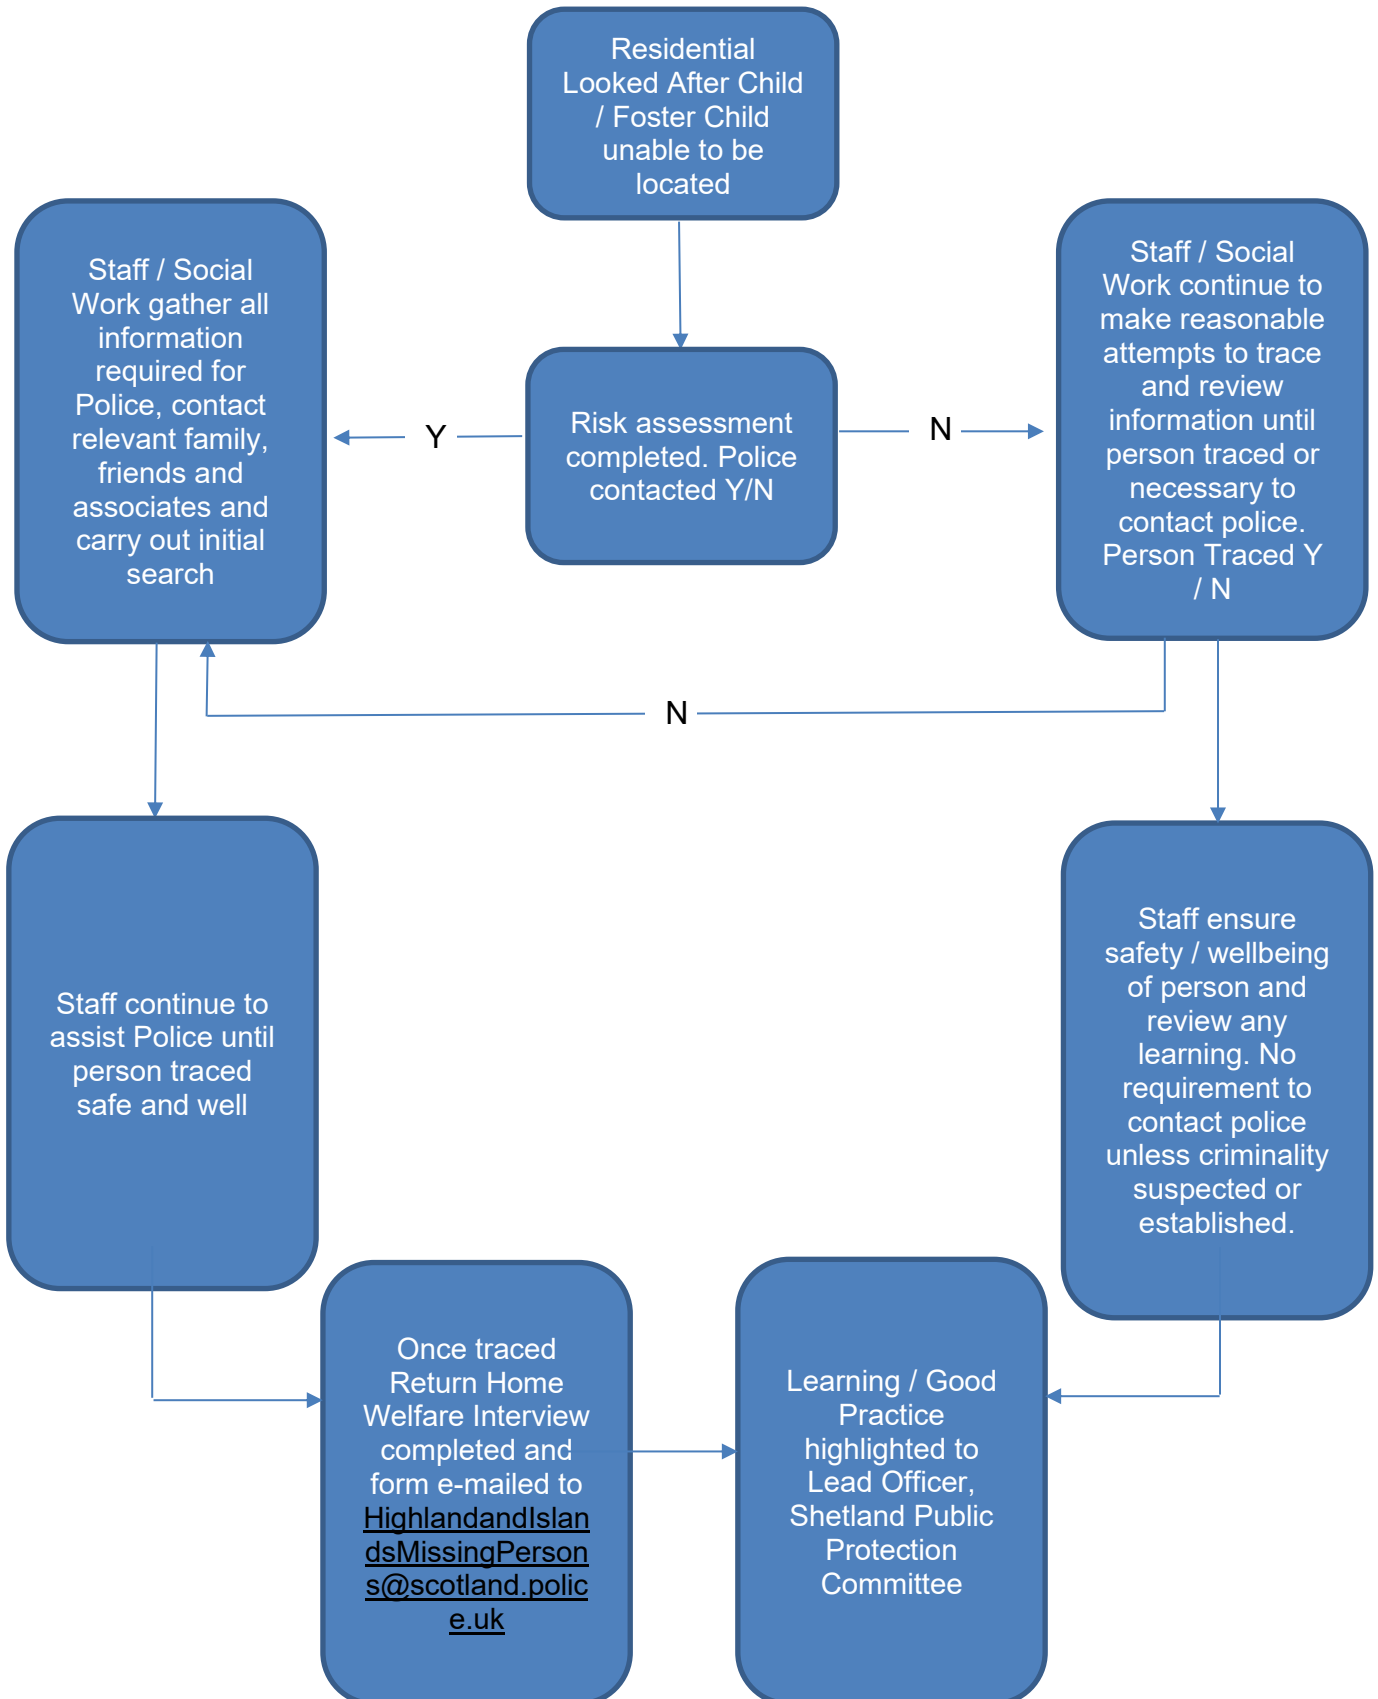 Residential
Looked After Child
/ Foster Child
unable to be
located
Staff / Social
Work gather all
information
required for
Police, contact
relevant family,
friends and
associates and
carry out initial
search
Y
Risk assessment
completed. Police
contacted Y/N
N
Staff / Social
Work continue to
make reasonable
attempts to trace
and review
information until
person traced or
necessary to
contact police.
Person Traced Y
/ N
N
Staff continue to
assist Police until
person traced
safe and well
Staff ensure
safety / wellbeing
of person and
review any
learning. No
requirement to
contact police
unless criminality
suspected or
established.
Once traced
Return Home
Welfare Interview
completed and
form e-mailed to
HighlandandIslan
dsMissingPerson
s@scotland.polic
e.uk
Learning / Good
Practice
highlighted to
Lead Officer,
Shetland Public
Protection
Committee